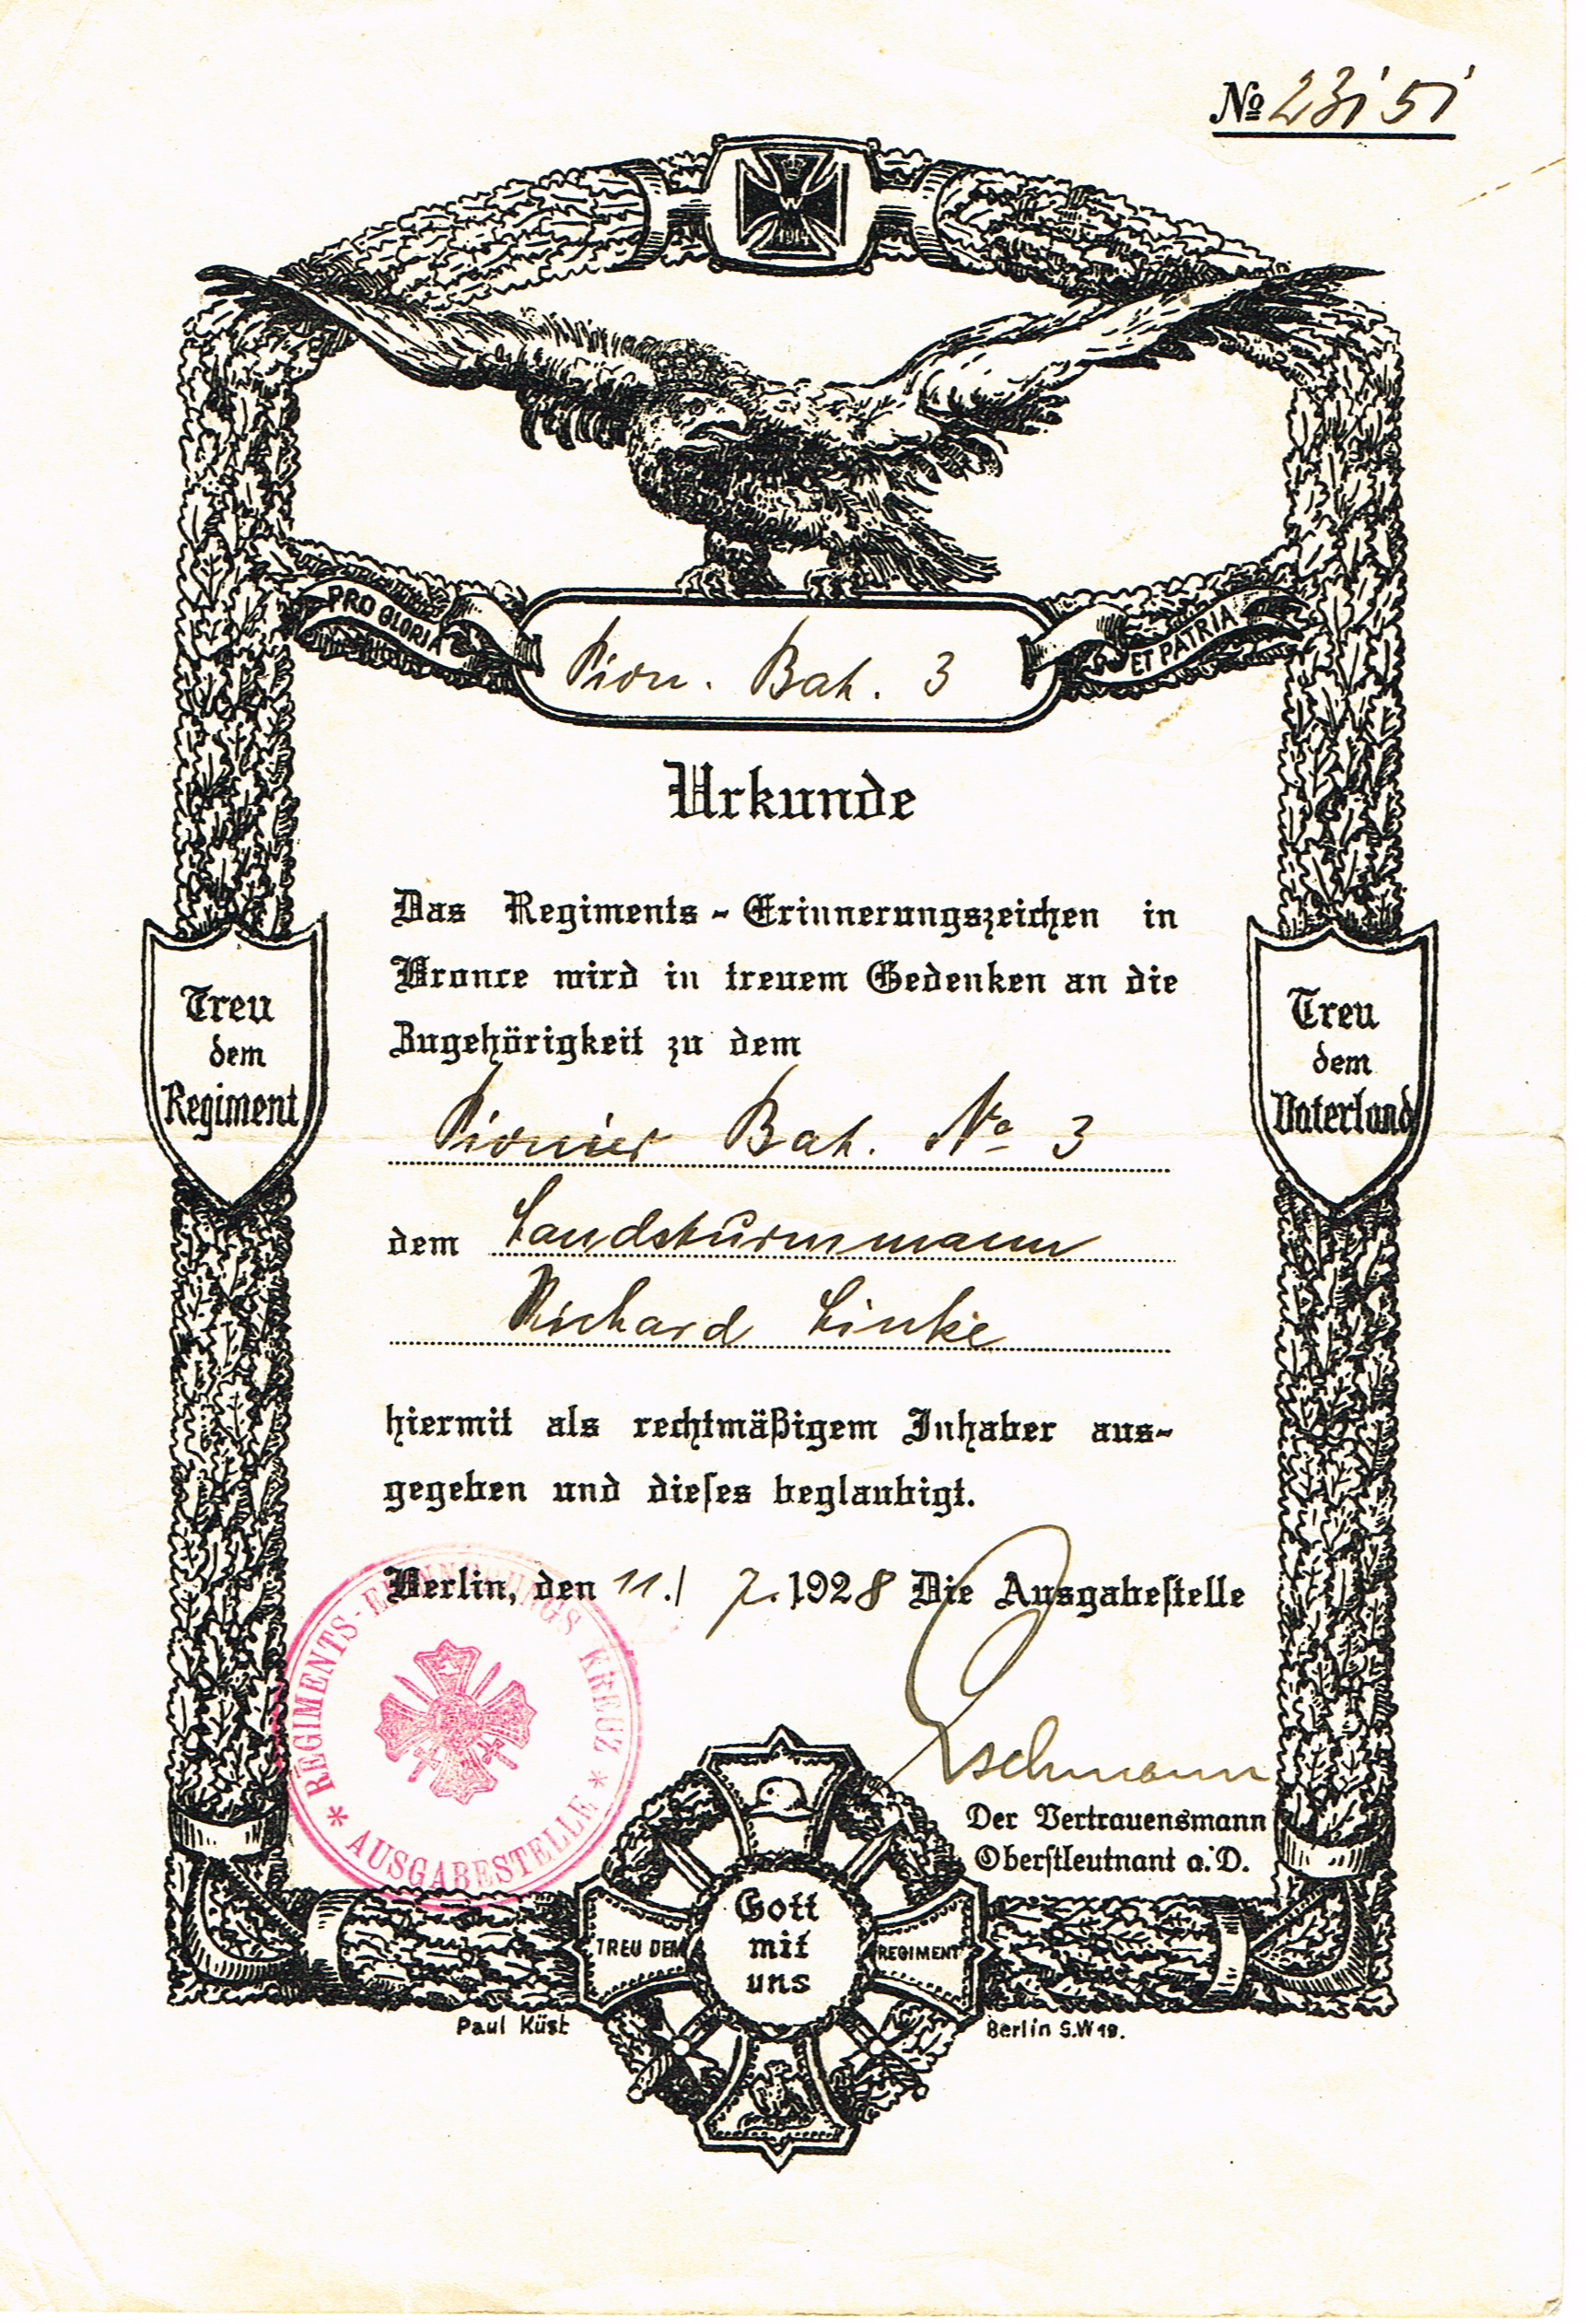 № 23151
W
1914
PRO GLORIA
ET PATRIA
Pion. Bat. 3
Urkunde
Das Regiments-Erinnerungszeichen in
Bronce wird in treuem Gedenken an die
Zugehörigkeit zu dem
Pionier Bat. № 3
dem Landsturmmann
Richard Linke
hiermit als rechtmäßigem Inhaber aus-
gegeben und dieses beglaubigt.
Treu
dem
Regiment
Treu
dem
Vaterland
Berlin, den 11./7. 1928 Die Ausgabestelle
REGIMENTS-ERINNERUNGS KREUZ
* AUSGABESTELLE *
Der Vertrauensmann
Oberstleutnant a.D.
TREU DEM
Gott
mit
uns
REGIMENT
Paul Küst
Berlin S.W 19.